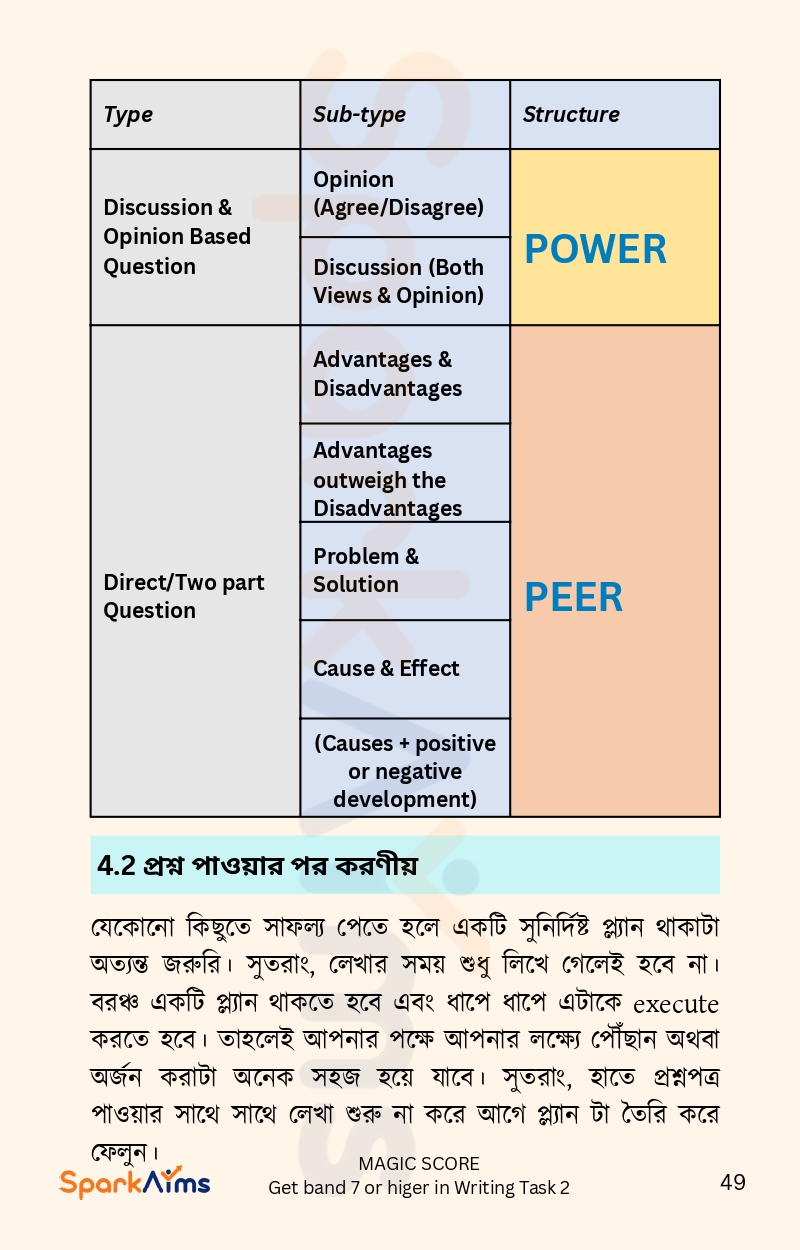 Type
Sub-type
Structure
Discussion &
Opinion Based
Question
Opinion
(Agree/Disagree)
Discussion (Both
Views & Opinion)
POWER
Direct/Two part
Question
Advantages &
Disadvantages
Advantages
outweigh the
Disadvantages
Problem &
Solution
Cause & Effect
(Causes + positive
or negative
development)
PEER
4.2 প্রশ্ন পাওয়ার পর করণীয়
যেকোনো কিছুতে সাফল্য পেতে হলে একটি সুনির্দিষ্ট প্ল্যান থাকাটা
অত্যন্ত জরুরি। সুতরাং, লেখার সময় শুধু লিখে গেলেই হবে না।
বরঞ্চ একটি প্ল্যান থাকতে হবে এবং ধাপে ধাপে এটাকে execute
করতে হবে। তাহলেই আপনার পক্ষে আপনার লক্ষ্যে পৌঁছান অথবা
অর্জন করাটা অনেক সহজ হয়ে যাবে। সুতরাং, হাতে প্রশ্নপত্র
পাওয়ার সাথে সাথে লেখা শুরু না করে আগে প্ল্যান টা তৈরি করে
ফেলুন।
SparkAims
MAGIC SCORE
Get band 7 or higer in Writing Task 2
49
SparkAims